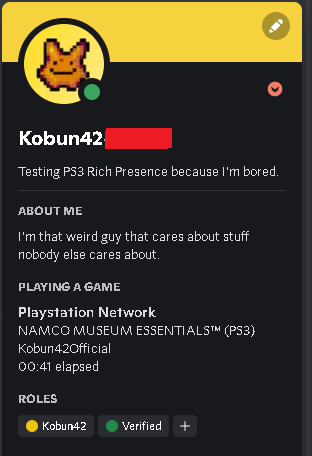 Kobun42
Testing PS3 Rich Presence because I'm bored.
ABOUT ME
I'm that weird guy that cares about stuff
nobody else cares about.
PLAYING A GAME
Playstation Network
NAMCO MUSEUM ESSENTIALS™ (PS3)
Kobun42Official
00:41 elapsed
ROLES
Kobun42 Verified +